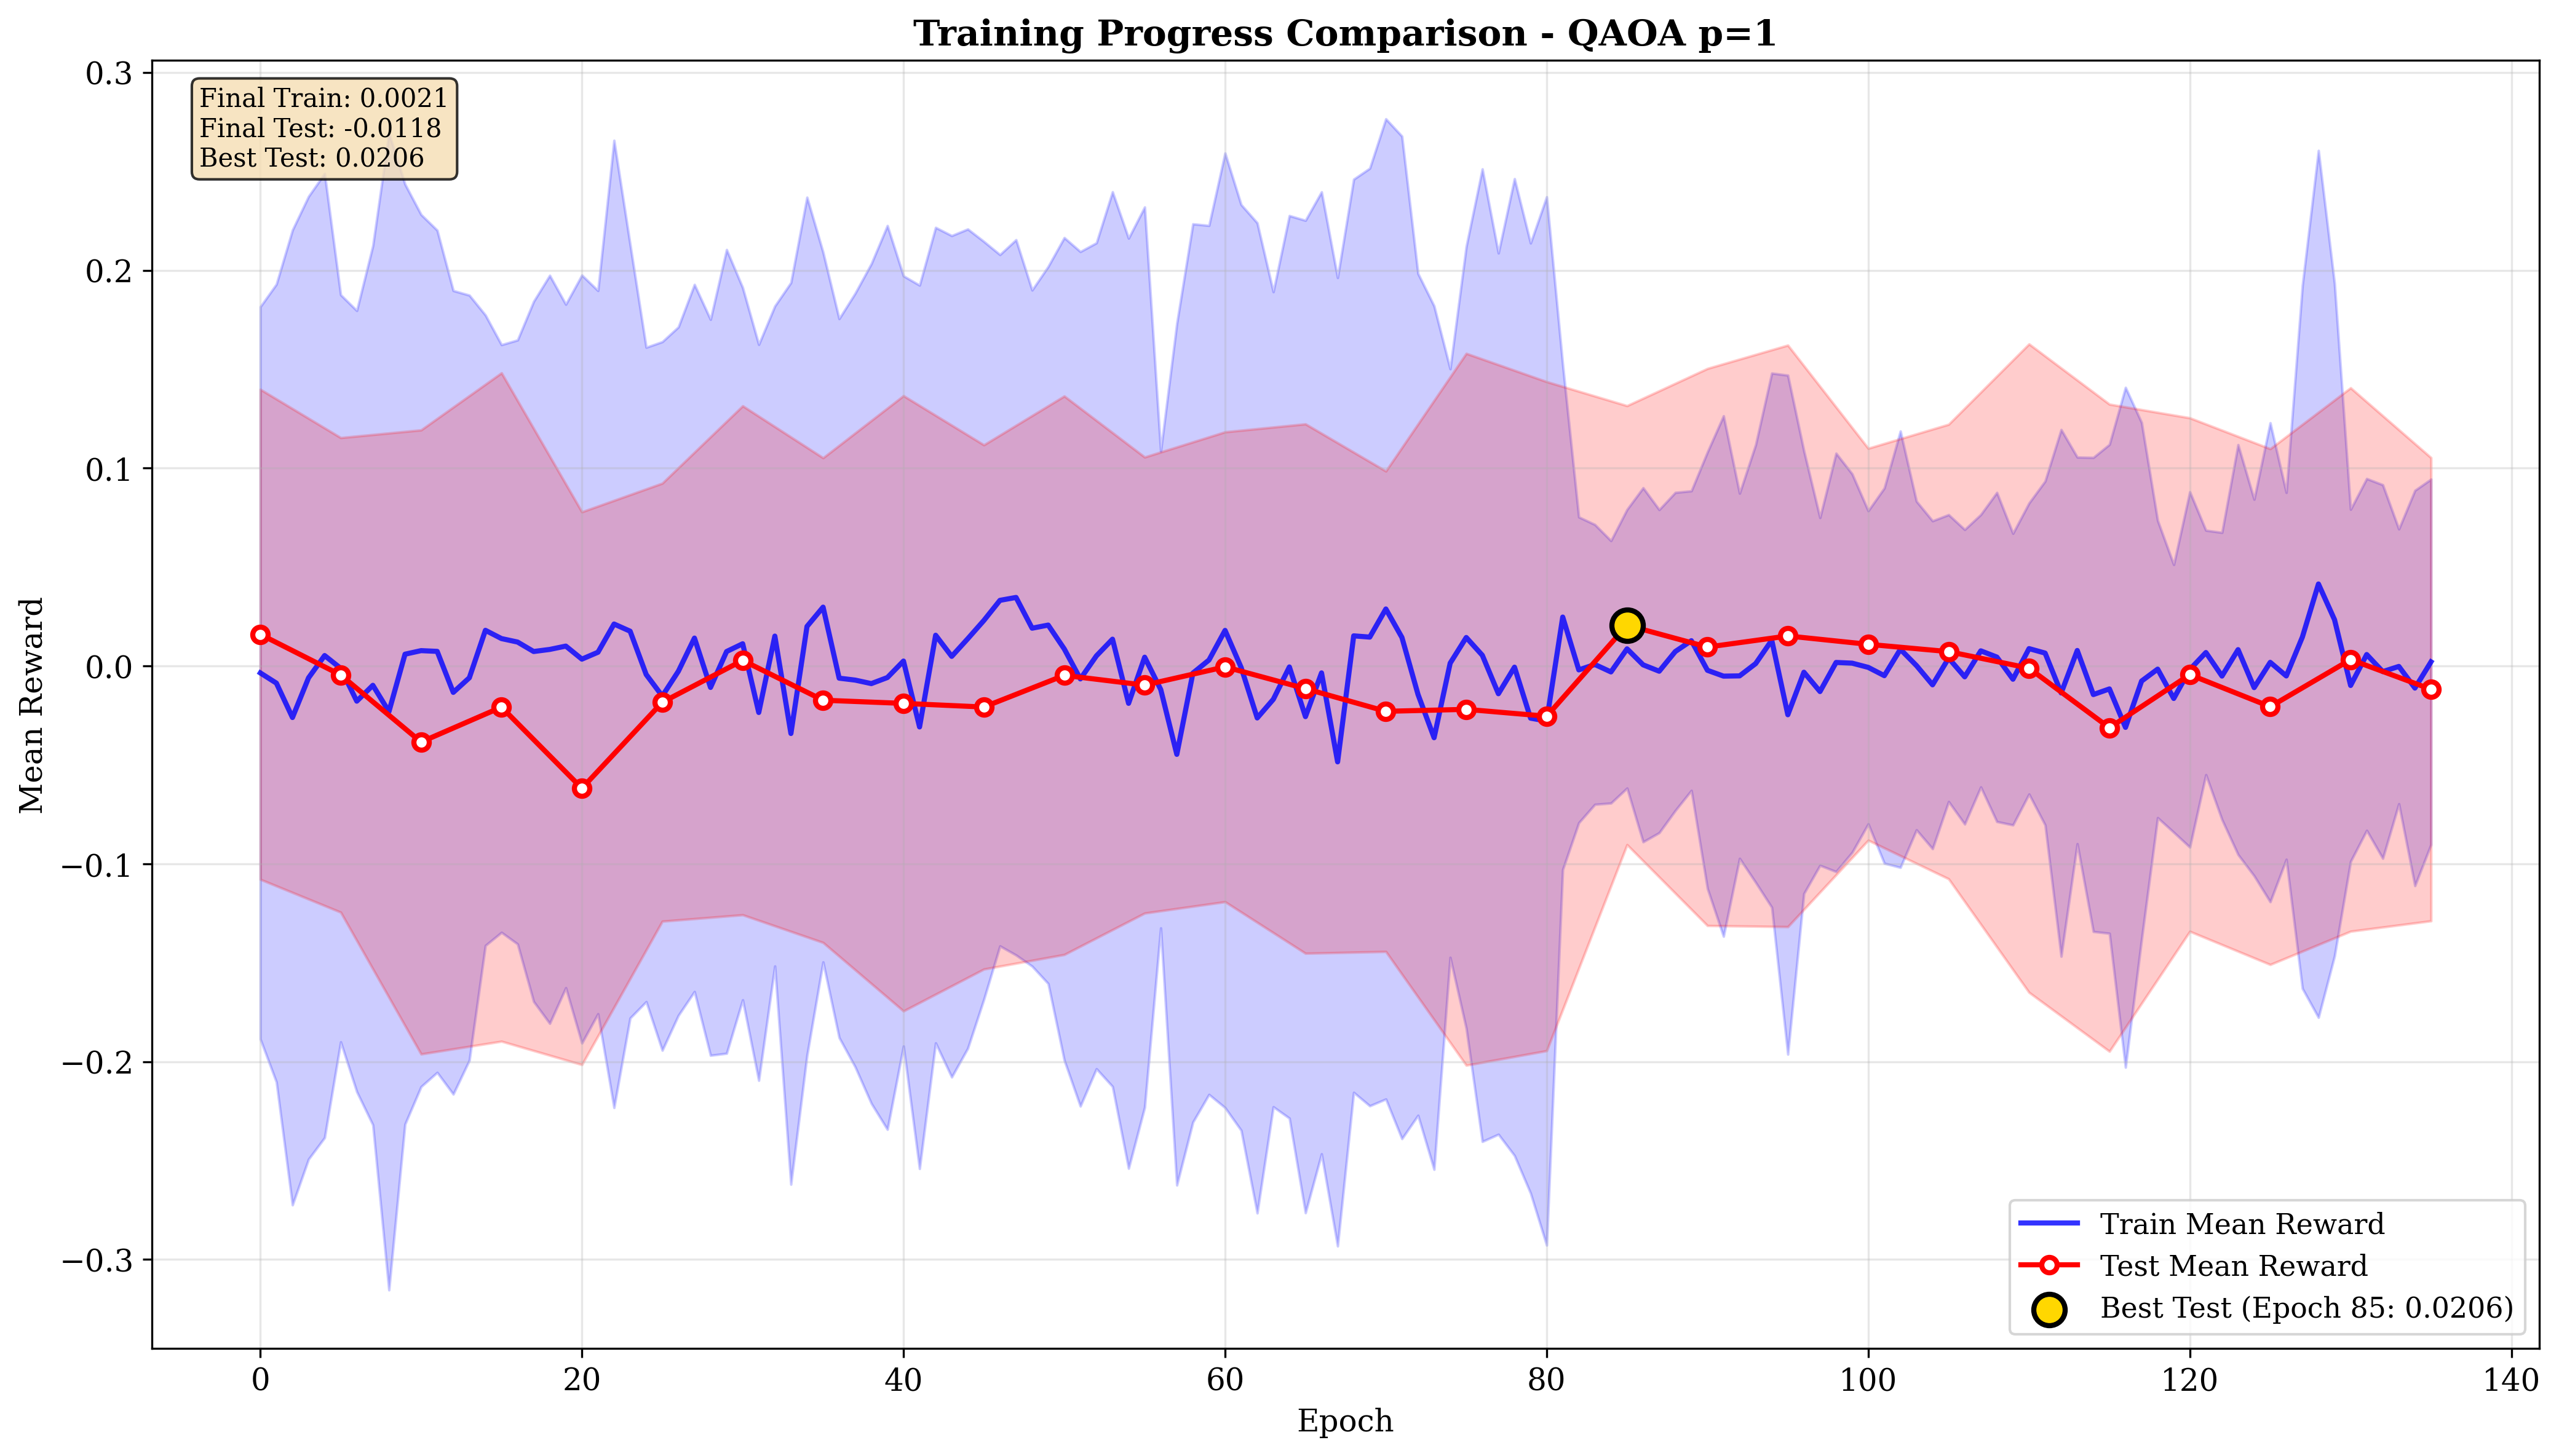 Training Progress Comparison - QAOA p=1
Final Train: 0.0021
Final Test: -0.0118
Best Test: 0.0206
Mean Reward
0.3
0.2
0.1
0.0
−0.1
−0.2
−0.3
Train Mean Reward
Test Mean Reward
Best Test (Epoch 85: 0.0206)
0 20 40 60 80 100 120 140
Epoch